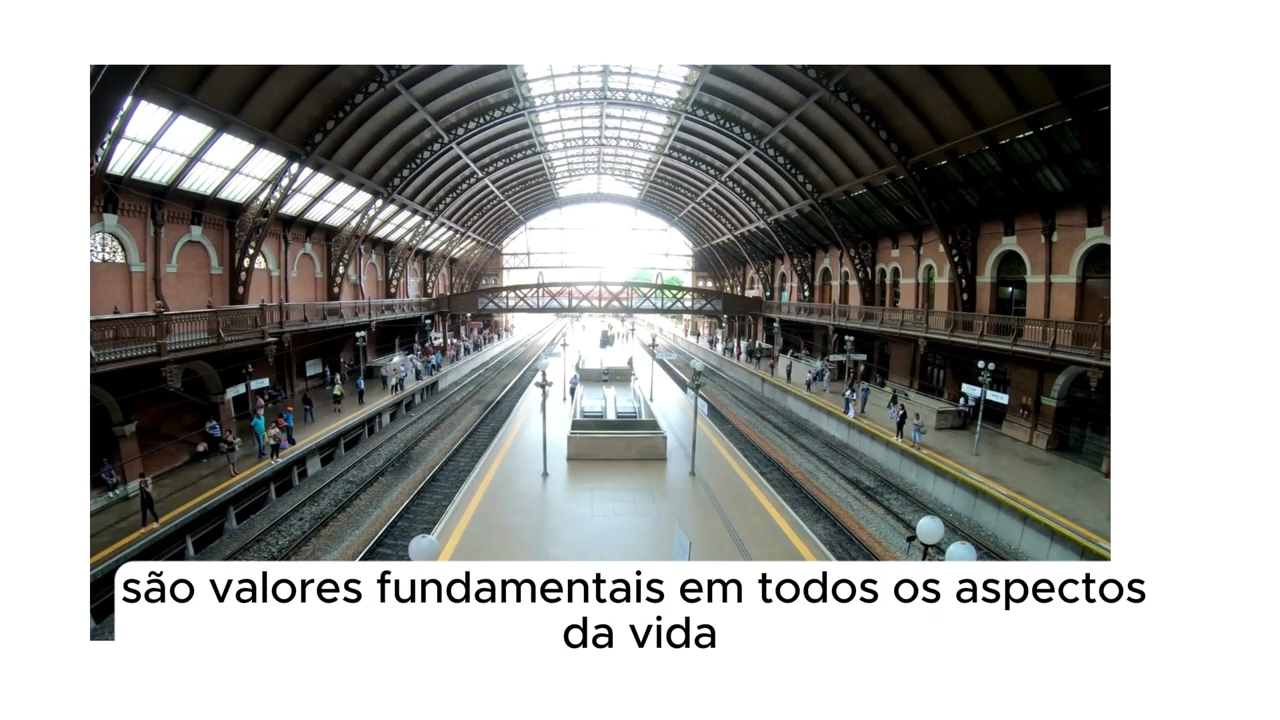 são valores fundamentais em todos os aspectos
da vida